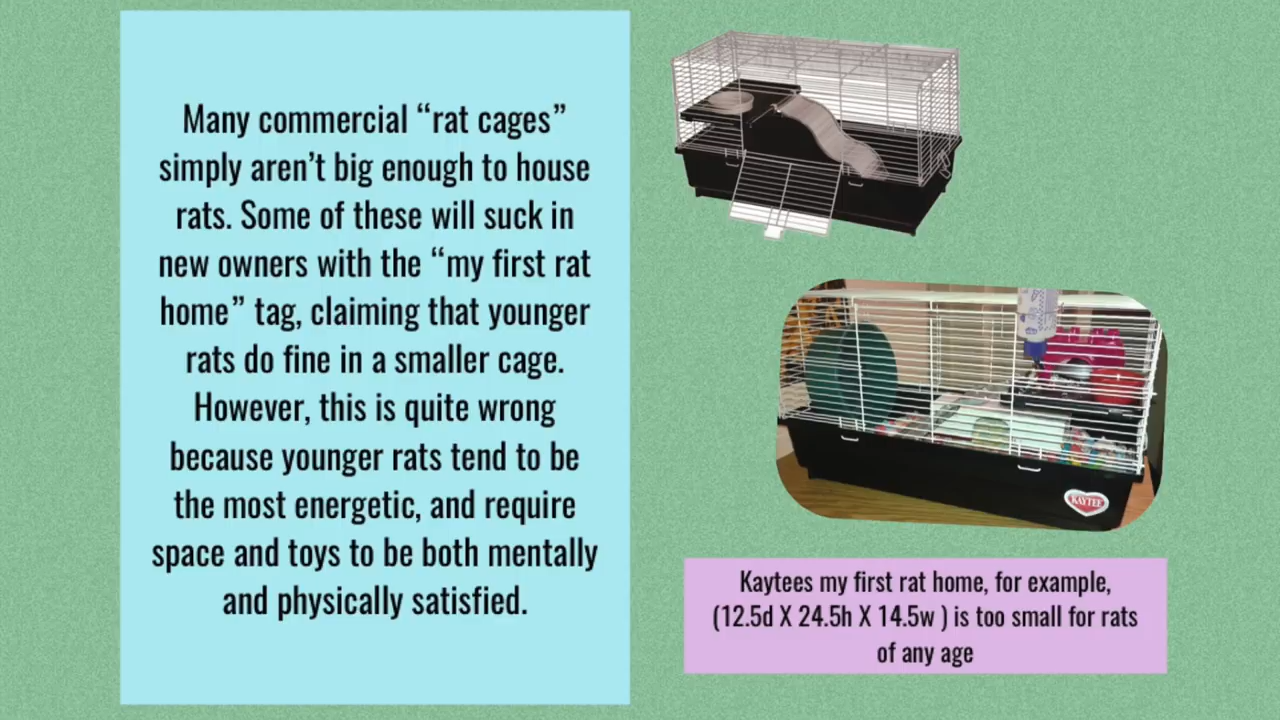 Many commercial “rat cages”
simply aren’t big enough to house
rats. Some of these will suck in
new owners with the “my first rat
home” tag, claiming that younger
rats do fine in a smaller cage.
However, this is quite wrong
because younger rats tend to be
the most energetic, and require
space and toys to be both mentally
and physically satisfied.
KAYTEE
Kaytees my first rat home, for example,
(12.5d X 24.5h X 14.5w ) is too small for rats
of any age